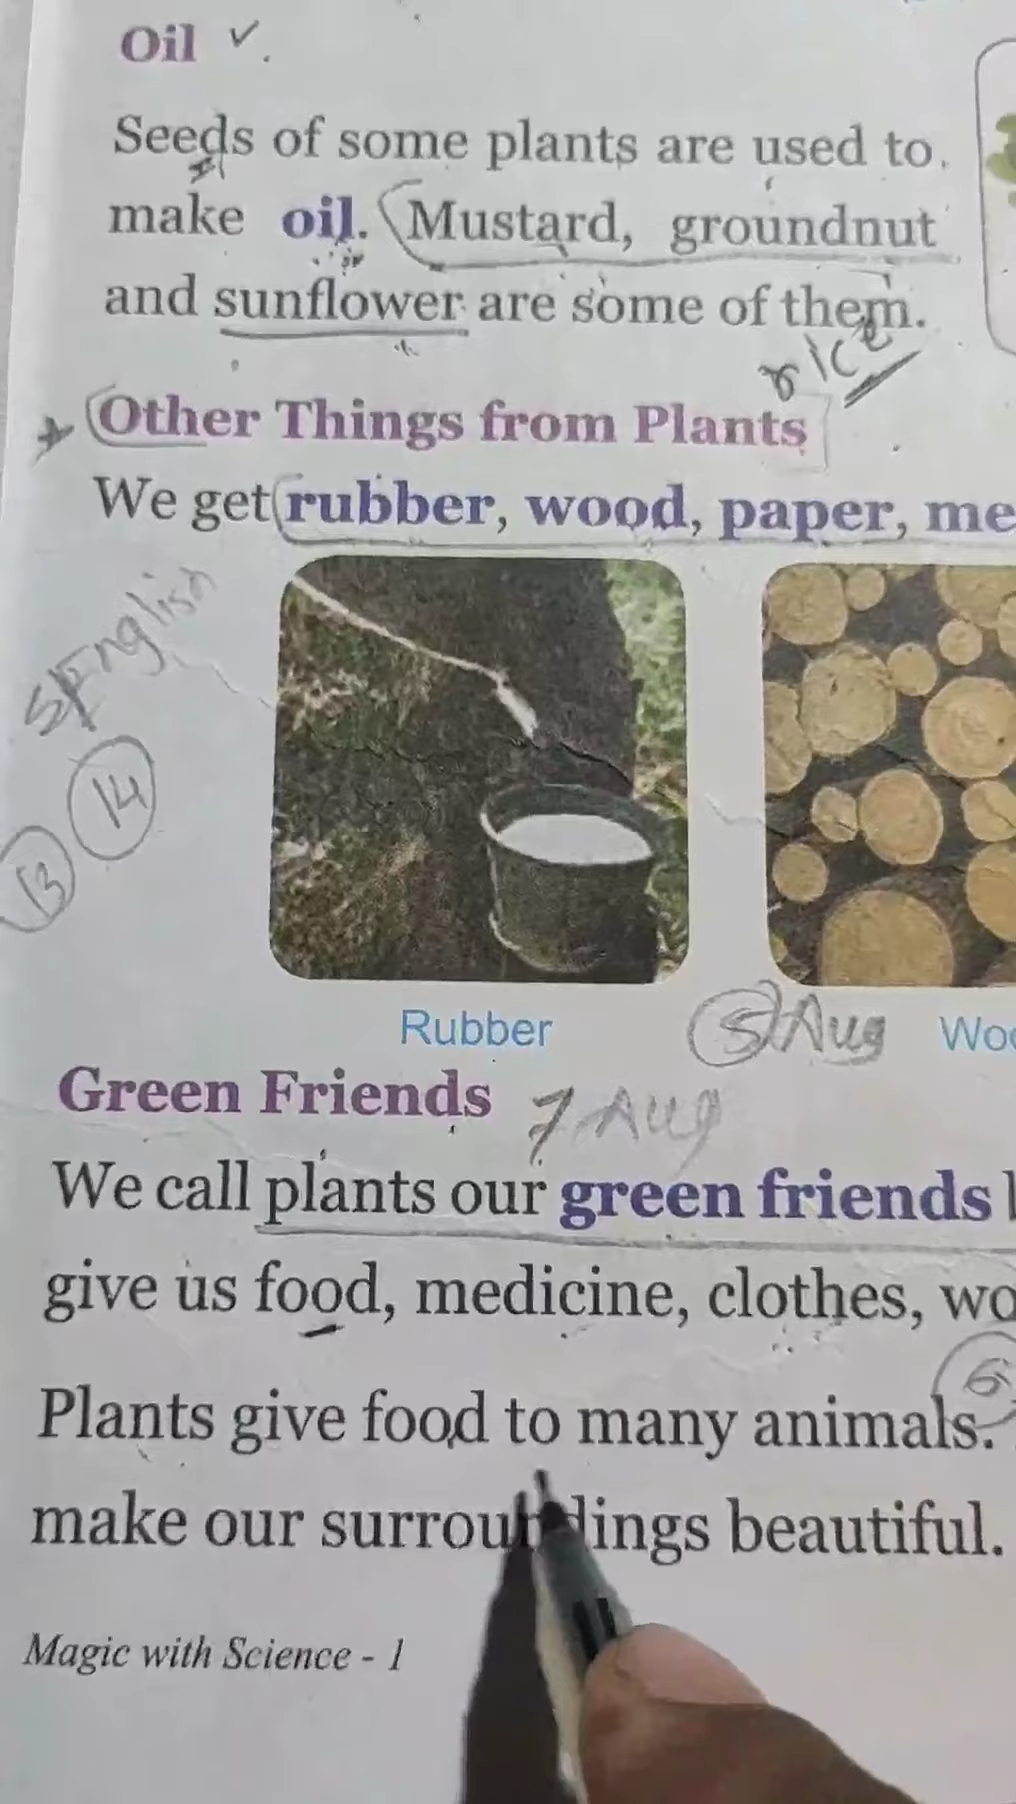 Oil ✓.
Seeds of some plants are used to
make oil. Mustard, groundnut
and sunflower are some of them.
rice
Other Things from Plants
We get rubber, wood, paper, me
English
14
13
Rubber
5 Aug
Woo
Green Friends
7 Aug
We call plants our green friends
give us food, medicine, clothes, wo
6
Plants give food to many animals.
make our surroundings beautiful.
Magic with Science - 1